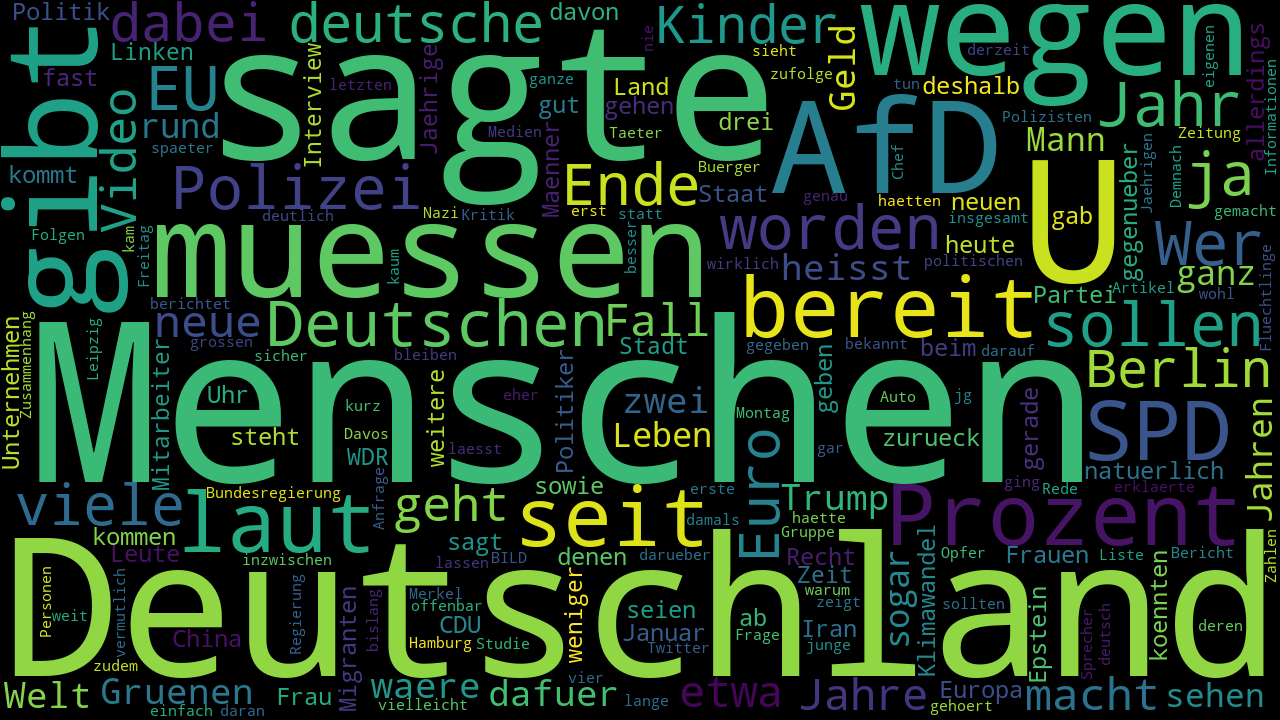 Politik
dabei
deutsche
davon
Kinder
wegen
gibt
Linken
fast
EU
Video
rund
spaeter
kommt
Folgen
sagte
Interview
letzten
Jaehrige
ganze
gut
Medien
nie
sieht
zufolge
Land
gehen
Taeter
drei
Geld
AfD
derzeit
tun
deshalb
Chef
Polizisten
Jahr
eigenen
allerdings
Informationen
Mann
Zeitung
Polizei
deutlich
Nazi
Kritik
Maenner
Ende
erst
statt
Buerger
Staat
genau
haetten
neuen
insgesamt
U
gab
gegenueber
Jaehrigen
Demnach
ja
gemacht
kam
Freitag
muessen
kaum
besser
worden
wirklich
heisst
heute
politischen
Wer
ganz
Partei
Artikel
wohl
Fluechtlinge
berichtet
neue
grossen
Deutschen
Fall
bereit
sollen
Unternehmen
Zusammenhang
Leipzig
Mitarbeiter
sicher
bleiben
Stadt
gegeben
bekannt
beim
darauf
Berlin
Menschen
Uhr
steht
kurz
Davos
WDR
weitere
laesst
eher
Politiker
zwei
Leben
Montag
geben
gar
Auto
jg
zurueck
gerade
SPD
natuerlich
Jahren
viele
Bundesregierung
laut
Anfrage
geht
sowie
seit
erste
damals
Euro
Trump
haette
Gruppe
Prozent
ging
Rede
erklaerte
kommen
Leute
inzwischen
sagt
lassen
BILD
denen
darueber
Recht
Zeit
warum
zeigt
sogar
Klimawandel
Opfer
Frauen
Liste
Bericht
Zahlen
Deutschland
Personen
weit
vermutlich
China
Regierung
Migranten
bislang
Merkel
offenbar
CDU
Hamburg
Studie
weniger
seien
Januar
Twitter
ab
Frage
Iran
junge
sollten
Epstein
Sprecher
deutsch
koennten
deren
zudem
Welt
Gruenen
einfach
daran
Frau
waere
vielleicht
dafuer
vier
lange
etwa
Jahre
Europa
gehoert
macht
sehen